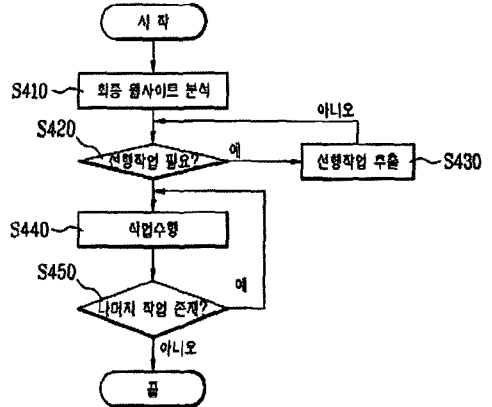 시 작
S410
최종 웹사이트 분석
아니오
S420
선행작업 필요?
예
선행작업 추출
S430
S440
작업수행
S450
나머지 작업 존재?
예
아니오
끝